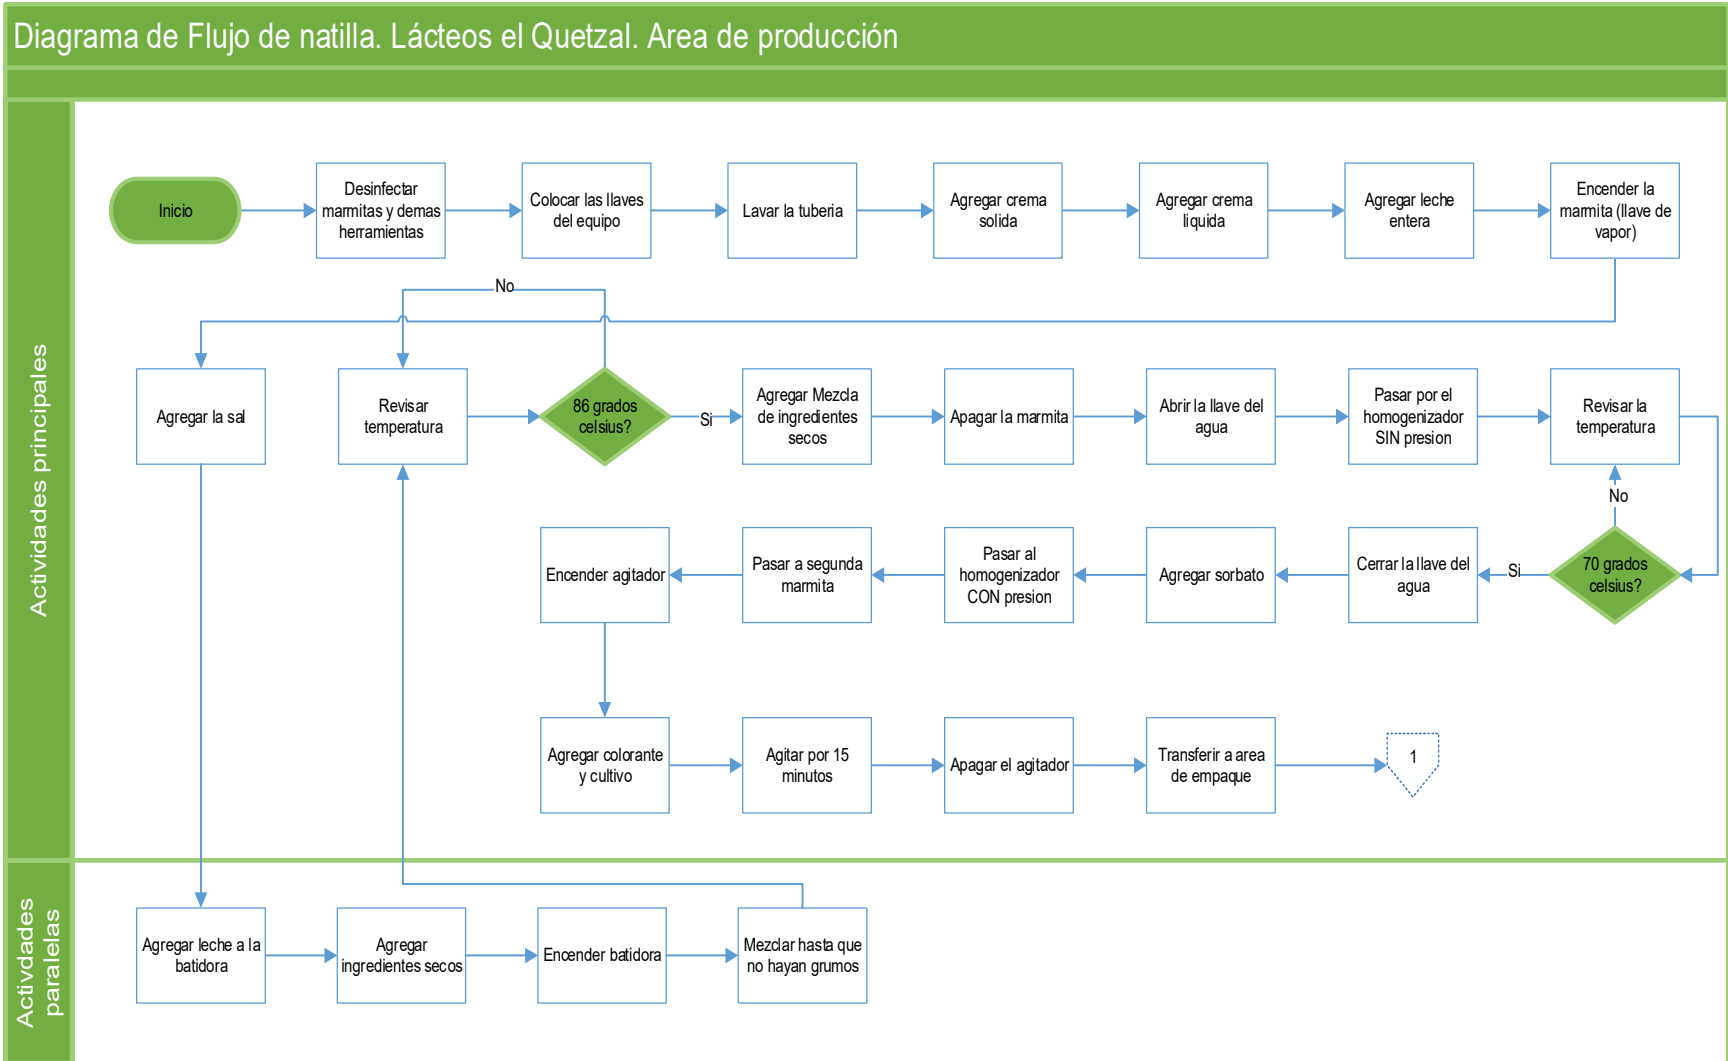 Diagrama de Flujo de natilla. Lácteos el Quetzal. Area de producción
Actividades principales
Inicio
Desinfectar
marmitas y demas
herramientas
Colocar las llaves
del equipo
Lavar la tuberia
Agregar crema
solida
Agregar crema
liquida
Agregar leche
entera
Encender la
marmita (llave de
vapor)
No
Agregar la sal
Revisar
temperatura
86 grados
celsius?
Si
Agregar Mezcla
de ingredientes
secos
Apagar la marmita
Abrir la llave del
agua
Pasar por el
homogenizador
SIN presion
Revisar la
temperatura
No
70 grados
celsius?
Si
Cerrar la llave del
agua
Agregar sorbato
Pasar al
homogenizador
CON presion
Pasar a segunda
marmita
Encender agitador
Agregar colorante
y cultivo
Agitar por 15
minutos
Apagar el agitador
Transferir a area
de empaque
1
Activdades
paralelas
Agregar leche a la
batidora
Agregar
ingredientes secos
Encender batidora
Mezclar hasta que
no hayan grumos